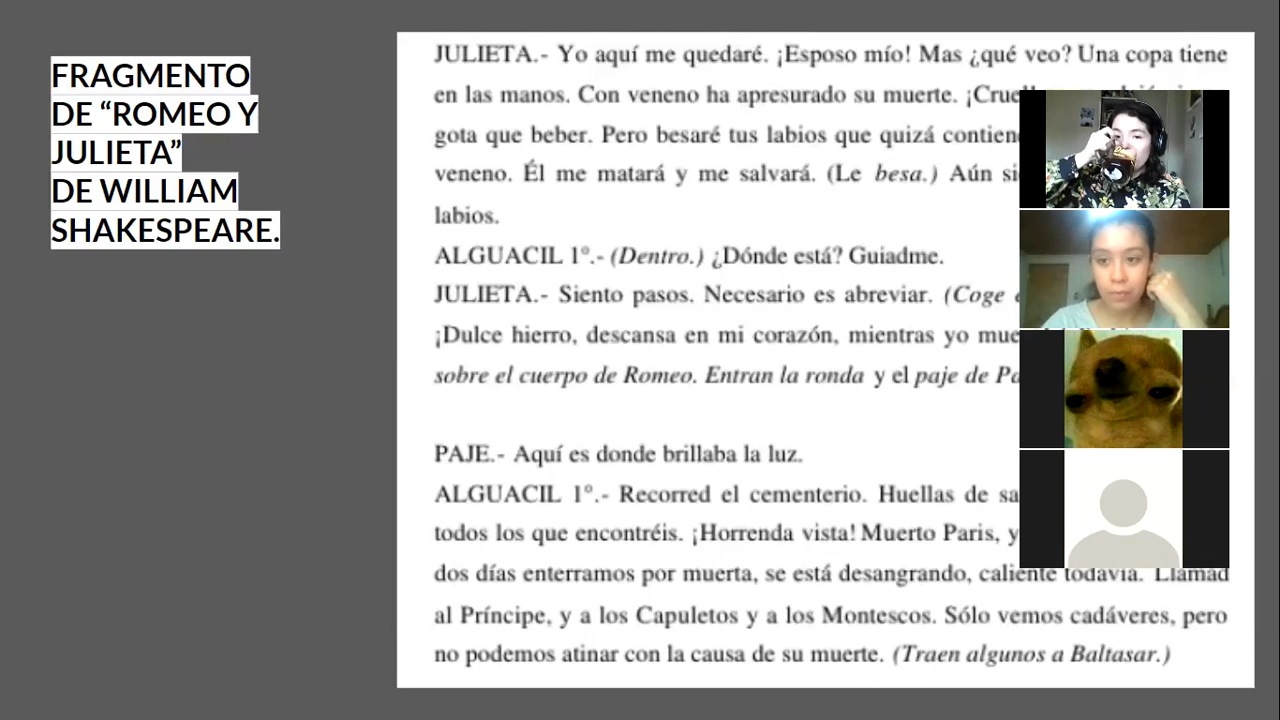 FRAGMENTO
DE “ROMEO Y
JULIETA”
DE WILLIAM
SHAKESPEARE.
JULIETA.- Yo aquí me quedaré. ¡Esposo mío! Mas ¿qué veo? Una copa tiene
en las manos. Con veneno ha apresurado su muerte. ¡Cruel
gota que beber. Pero besaré tus labios que quizá
veneno. Él me matará y me salvará. (Le besa.) Aún
labios.
ALGUACIL 1°.- (Dentro.) ¿Dónde está? Guiadme.
JULIETA.- Siento pasos. Necesario es abreviar. (Coge
¡Dulce hierro, descansa en mi corazón, mientras yo
sobre el cuerpo de Romeo. Entran la ronda y el paje de
PAJE.- Aquí es donde brillaba la luz.
ALGUACIL 1°.- Recorred el cementerio. Huellas de
todos los que encontréis. ¡Horrenda vista! Muerto Paris, y
dos días enterramos por muerta, se está desangrando, caliente todavía. Llamad
al Príncipe, y a los Capuletos y a los Montescos. Sólo vemos cadáveres, pero
no podemos atinar con la causa de su muerte. (Traen algunos a Baltasar.)